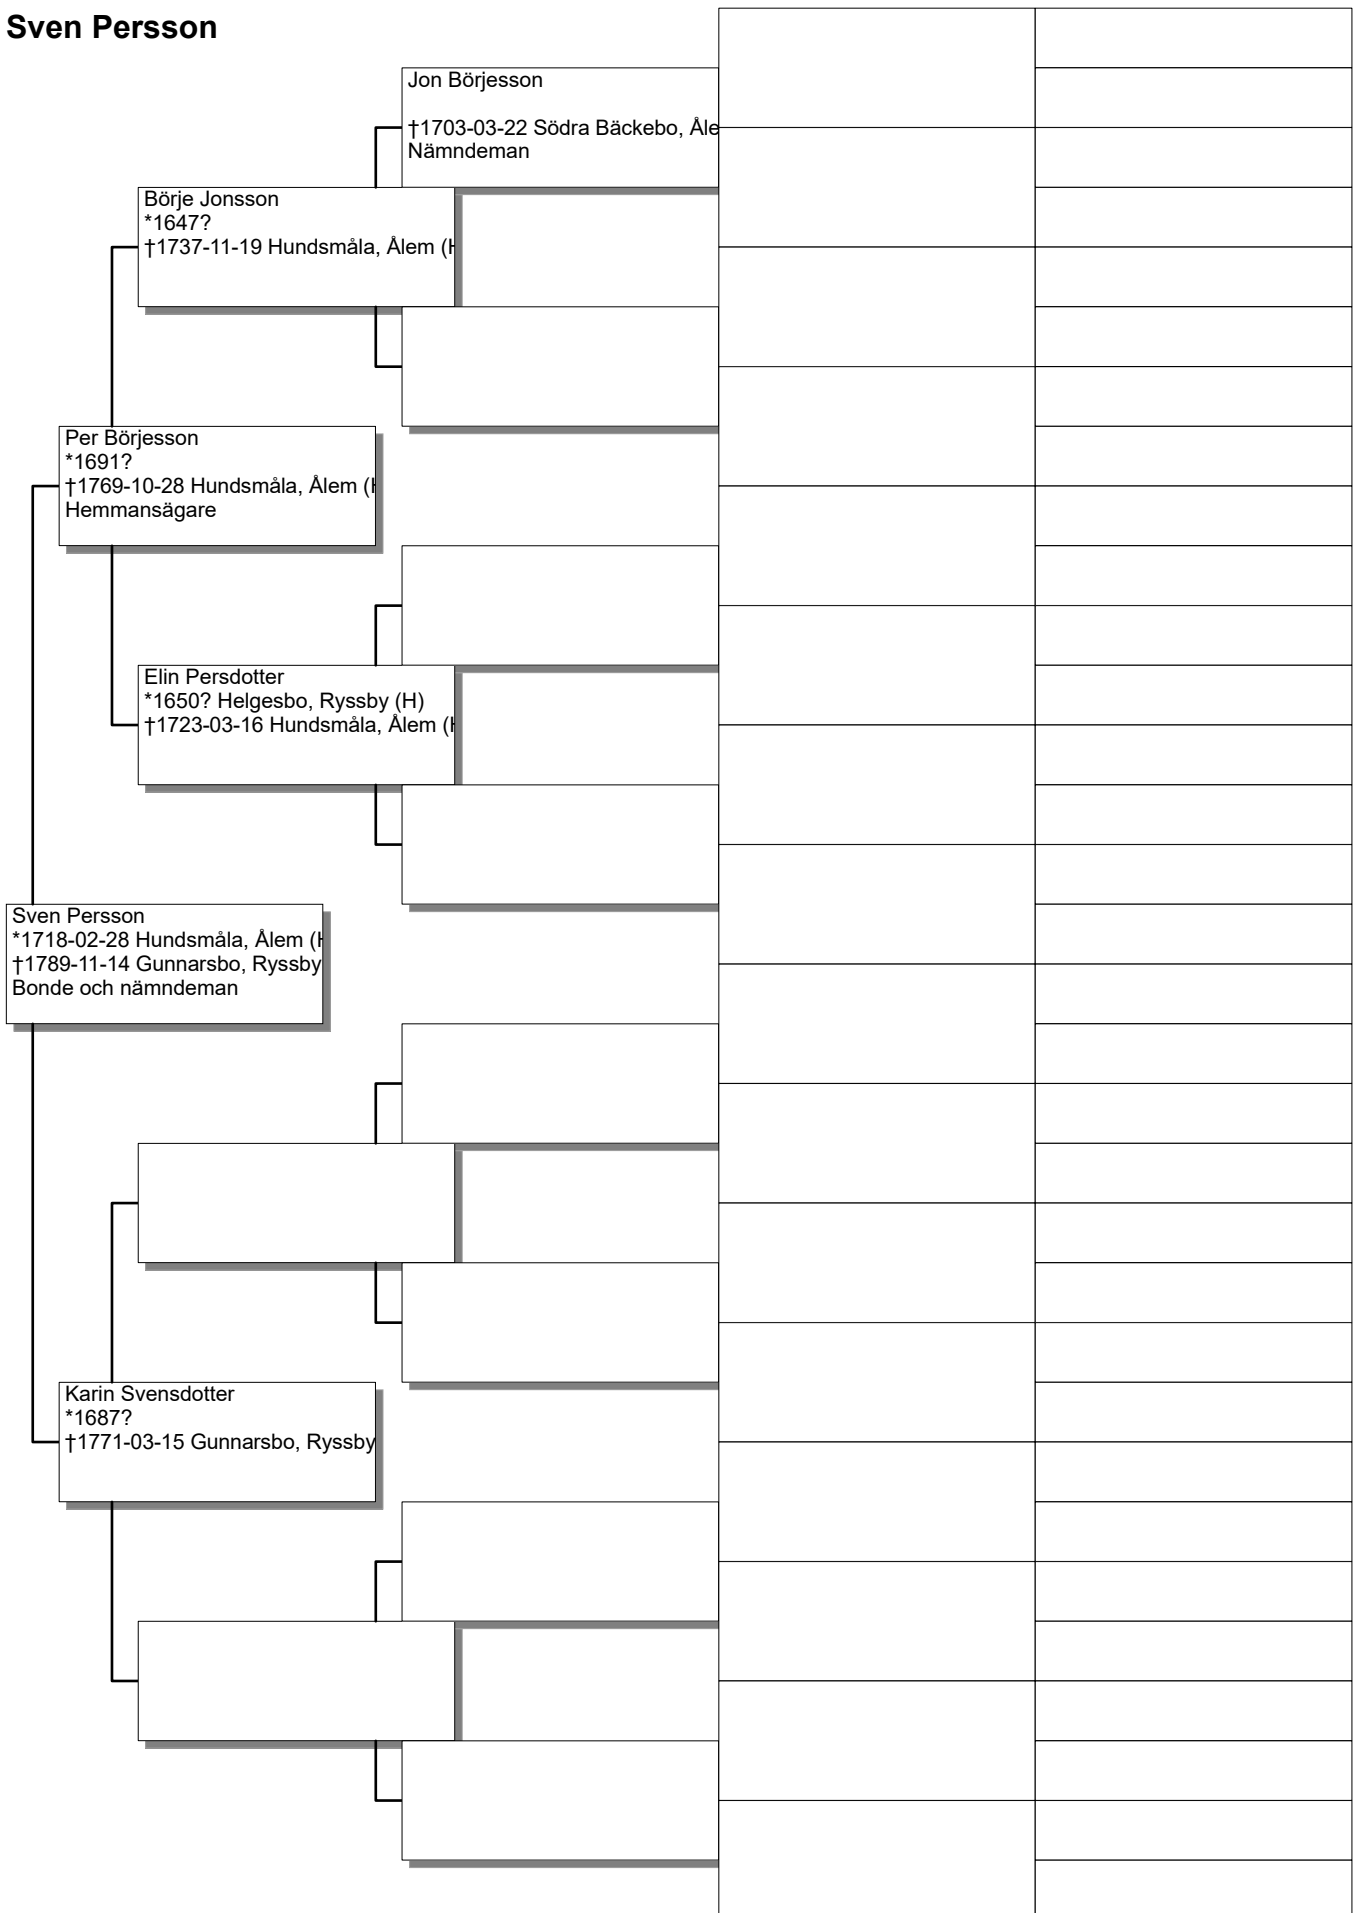 Sven Persson
Jon Börjesson
†1703-03-22 Södra Bäckebo, Åle
Nämndeman
Börje Jonsson
*1647?
†1737-11-19 Hundsmåla, Ålem (
Per Börjesson
*1691?
†1769-10-28 Hundsmåla, Ålem (
Hemmansägare
Elin Persdotter
*1650? Helgesbo, Ryssby (H)
†1723-03-16 Hundsmåla, Ålem (
Sven Persson
*1718-02-28 Hundsmåla, Ålem (
†1789-11-14 Gunnarsbo, Ryssby
Bonde och nämndeman
Karin Svensdotter
*1687?
†1771-03-15 Gunnarsbo, Ryssby